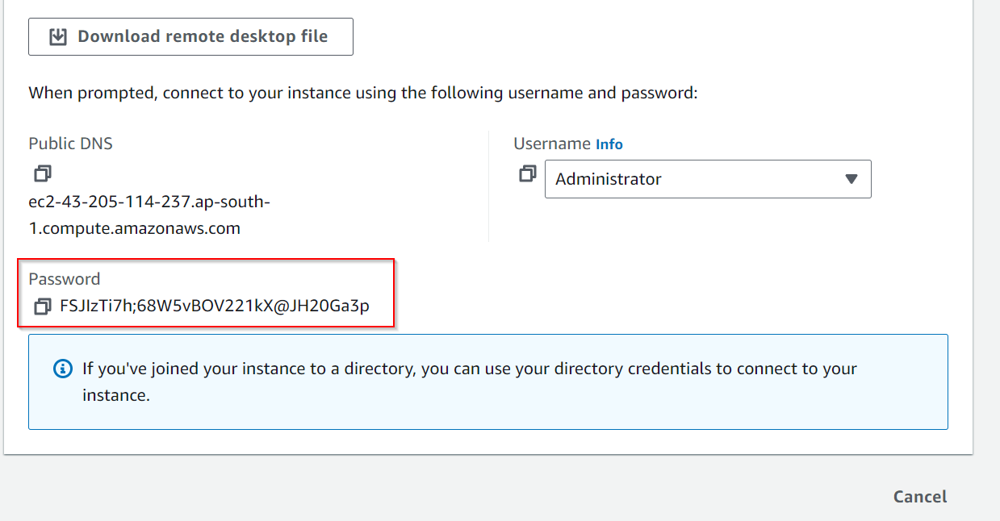 Download remote desktop file
When prompted, connect to your instance using the following username and password:
Public DNS
ec2-43-205-114-237.ap-south-
1.compute.amazonaws.com
Username Info
Administrator
Password
FSJIzTi7h;68W5vBOV221kX@JH20Ga3p
If you've joined your instance to a directory, you can use your directory credentials to connect to your
instance.
Cancel